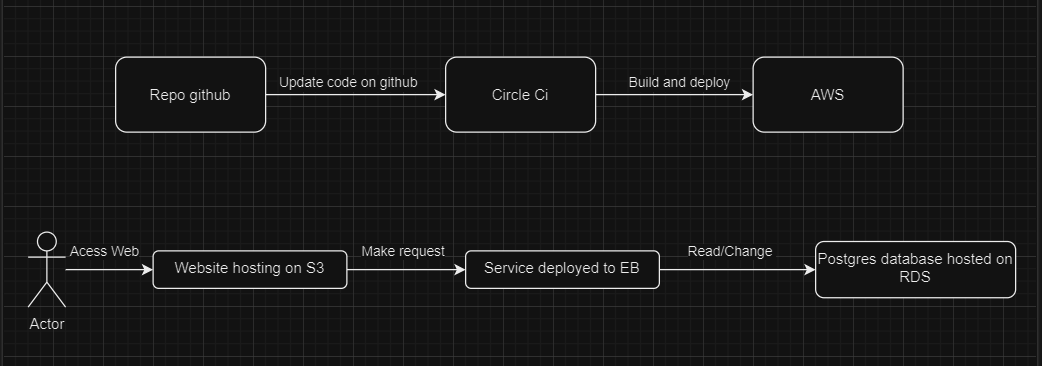 Repo github
Update code on github
Circle Ci
Build and deploy
AWS
Acess Web
Website hosting on S3
Make request
Service deployed to EB
Read/Change
Postgres database hosted on
RDS
Actor